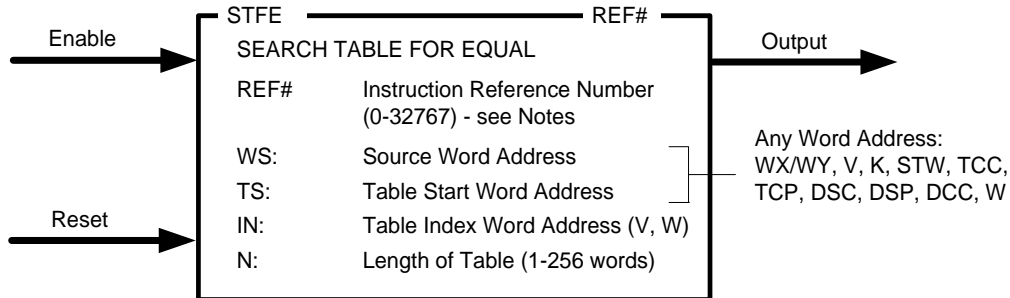 STFE REF#
Enable
SEARCH TABLE FOR EQUAL
Output
REF# Instruction Reference Number
(0-32767) - see Notes
WS: Source Word Address
TS: Table Start Word Address
Any Word Address:
WX/WY, V, K, STW, TCC,
TCP, DSC, DSP, DCC, W
Reset
IN: Table Index Word Address (V, W)
N: Length of Table (1-256 words)